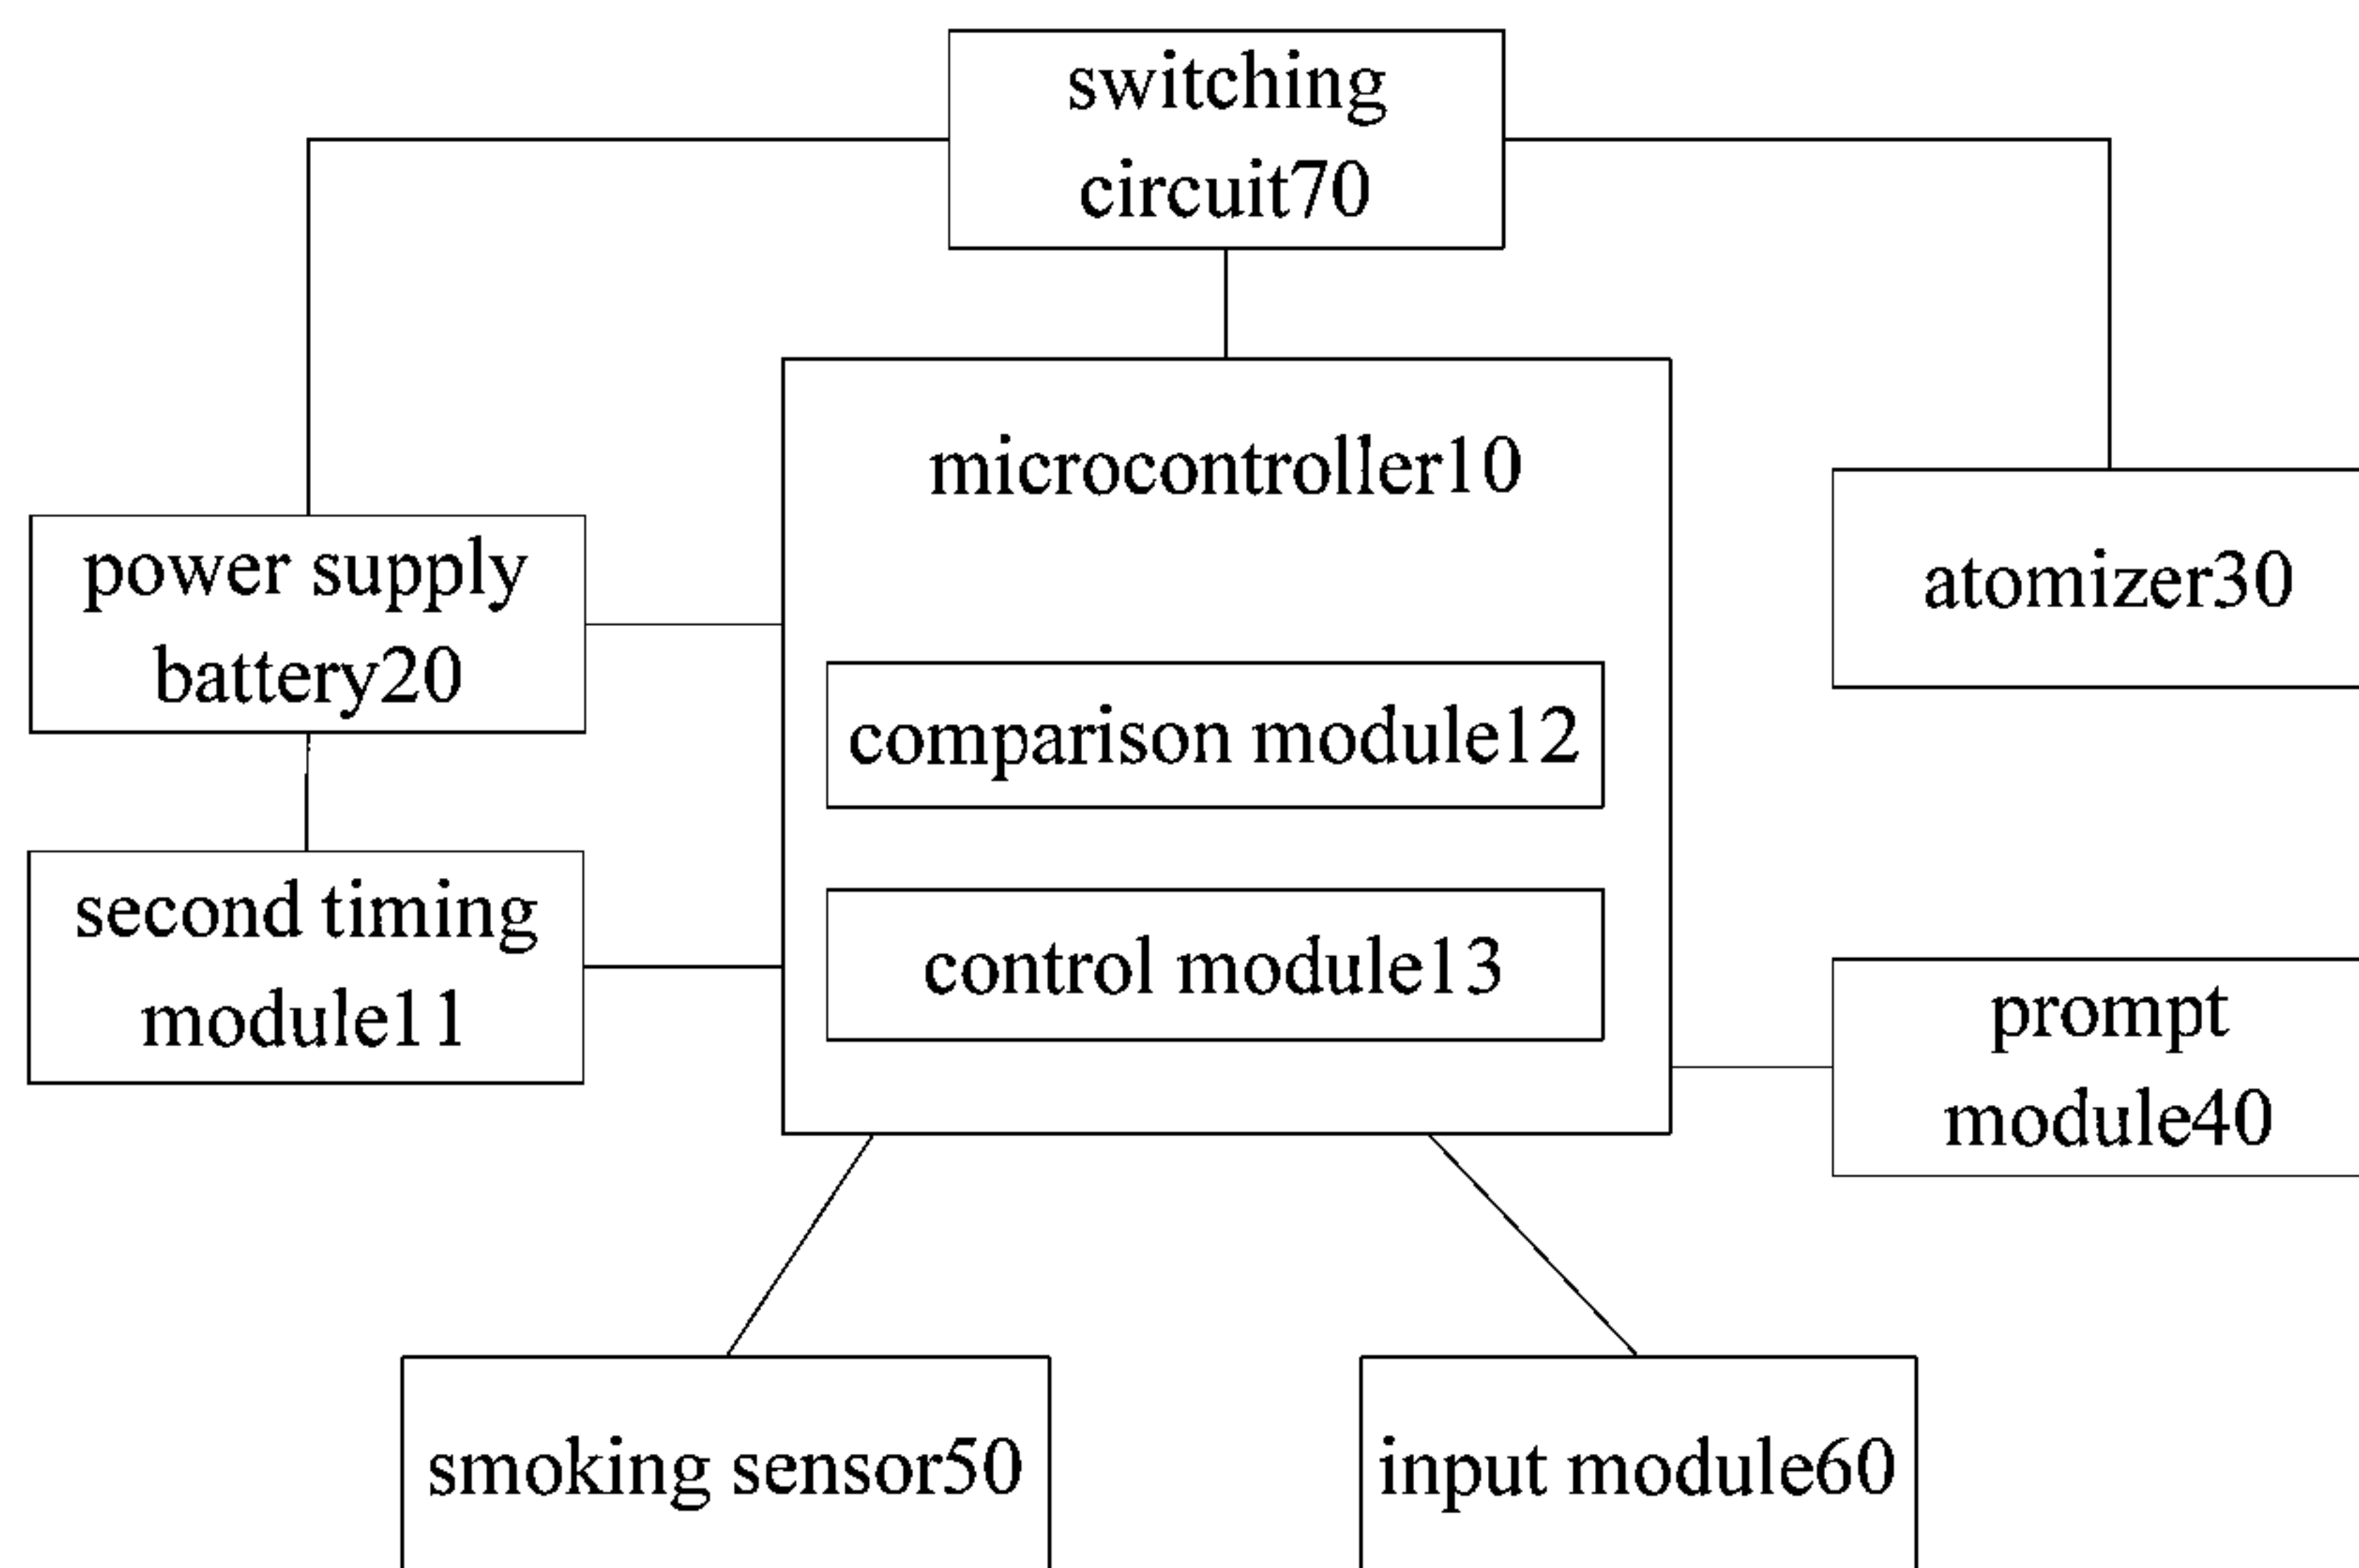 switching
circuit70
microcontroller10
power supply
battery20
atomizer30
comparison module12
second timing
module11
control module13
prompt
module40
smoking sensor50
input module60